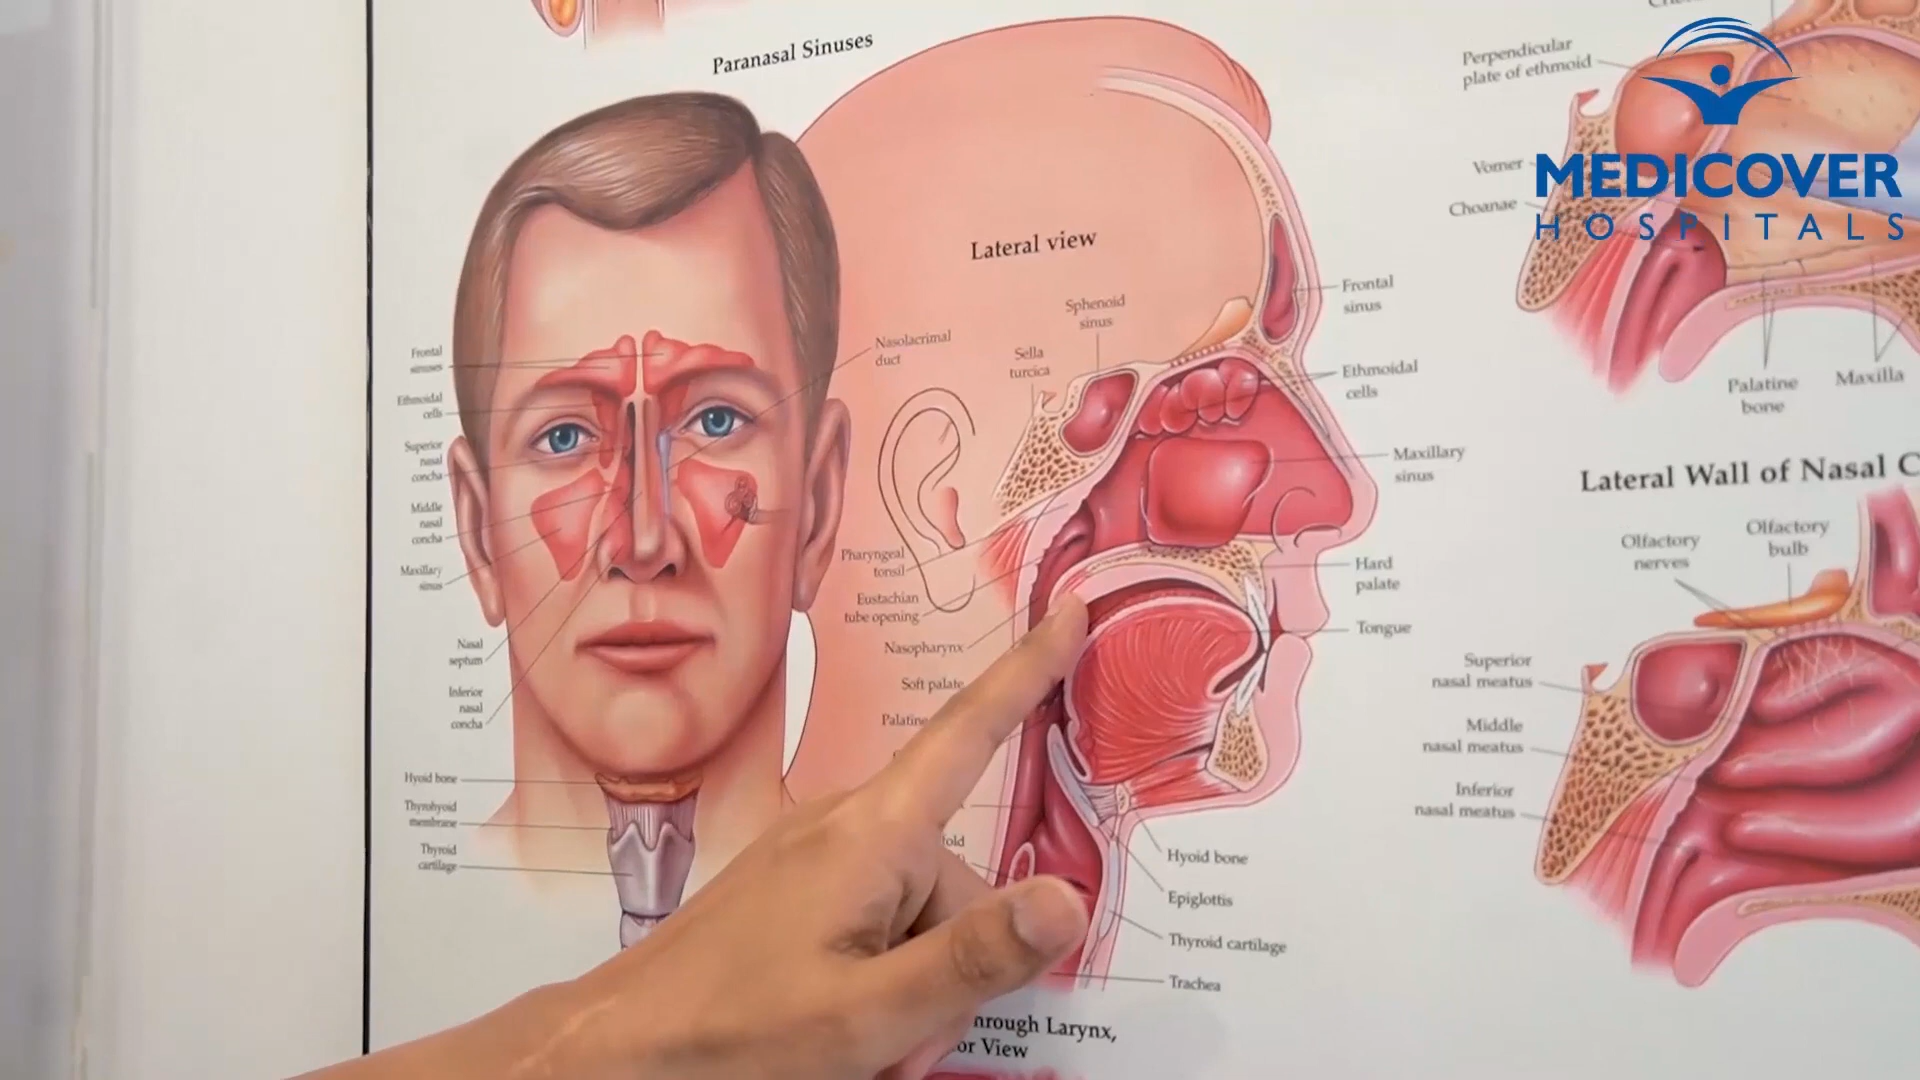 Paranasal Sinuses
Lateral view
Frontal
sinuses
Ethmoidal
cells
Superior
nasal
concha
Middle
nasal
concha
Maxillary
sinus
Nasal
septum
Inferior
nasal
concha
Hyoid bone
Thyrohyoid
membrane
Thyroid
cartilage
Nasolacrimal
duct
Sella
turcica
Sphenoid
sinus
Pharyngeal
tonsil
Eustachian
tube opening
Nasopharynx
Soft palate
Palatine
fold
Frontal
sinus
Ethmoidal
cells
Maxillary
sinus
Hard
palate
Tongue
Hyoid bone
Epiglottis
Thyroid cartilage
Trachea
hrough Larynx,
or View
Perpendicular
plate of ethmoid
Vomer
Choanae
Palatine
bone
Maxilla
MEDICOVER
HOSPITALS
Lateral Wall of Nasal C
Olfactory
nerves
Olfactory
bulb
Superior
nasal meatus
Middle
nasal meatus
Inferior
nasal meatus